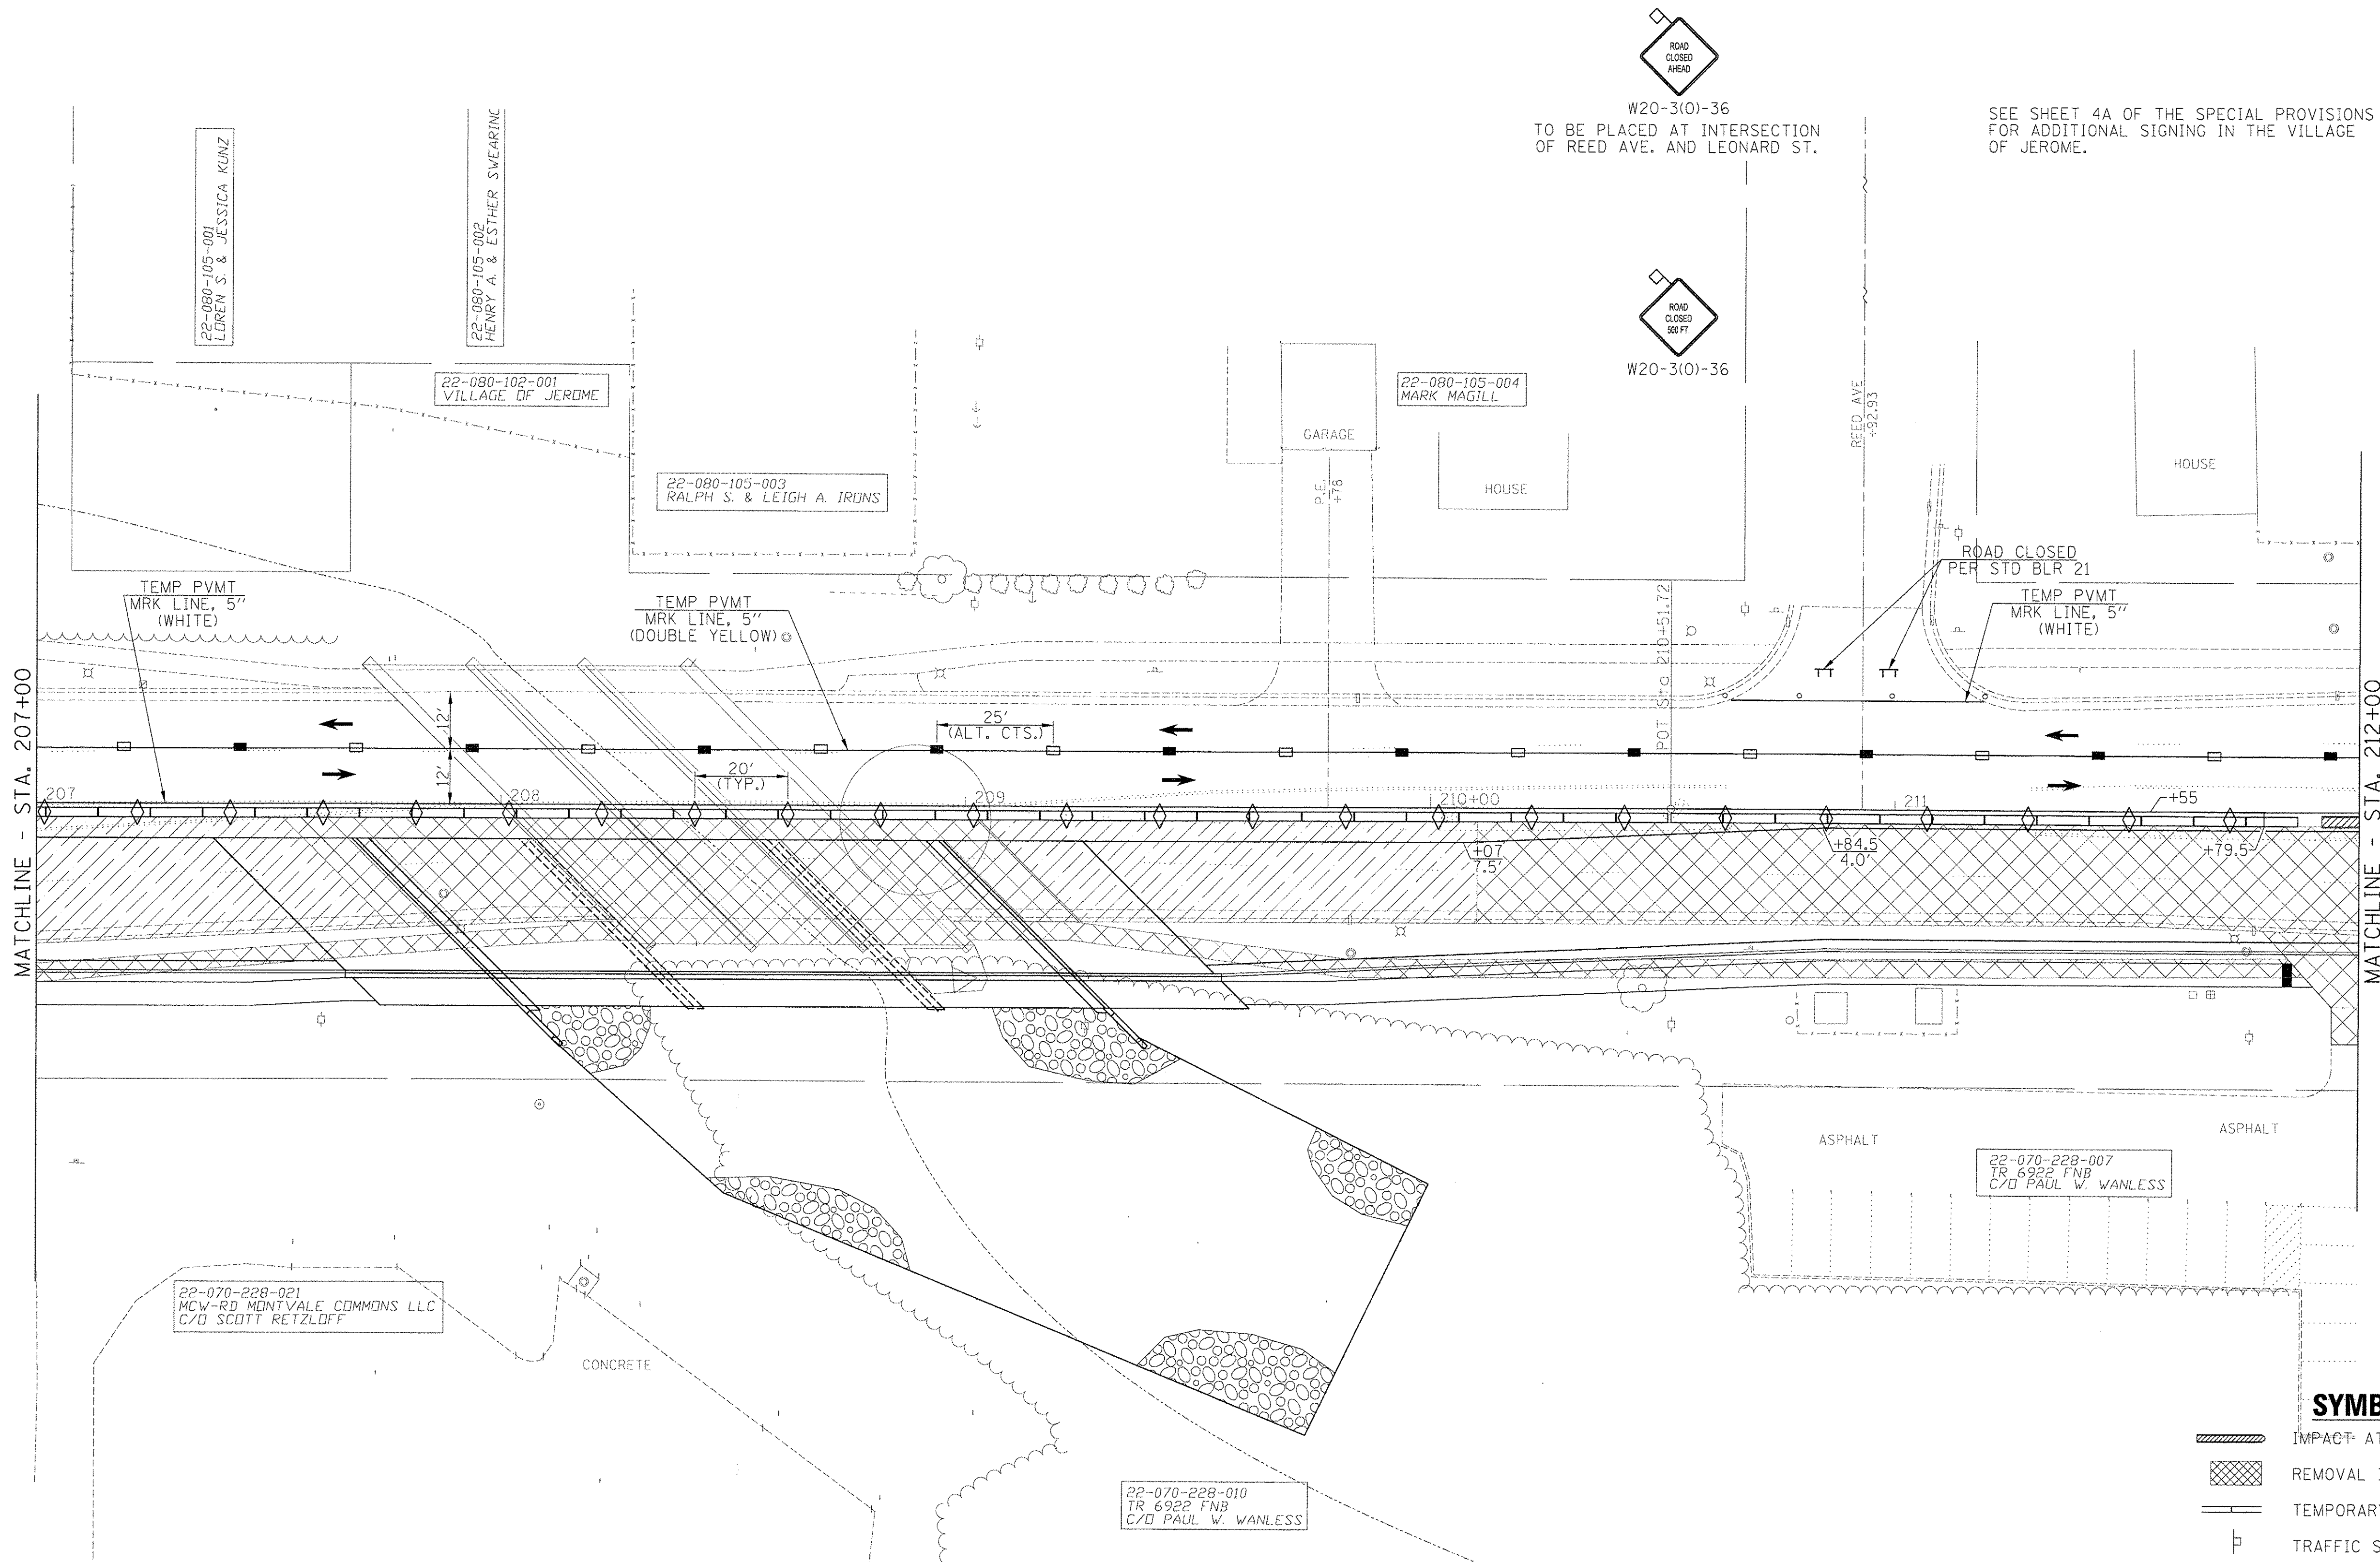 ROAD
CLOSED
AHEAD
W20-3(O)-36
TO BE PLACED AT INTERSECTION
OF REED AVE. AND LEONARD ST.
SEE SHEET 4A OF THE SPECIAL PROVISIONS
FOR ADDITIONAL SIGNING IN THE VILLAGE
OF JEROME.
22-080-105-001
LOREN S. & JESSICA KUNZ
22-080-105-002
HENRY A. & ESTHER SWEARING
ROAD
CLOSED
500 FT.
W20-3(O)-36
22-080-102-001
VILLAGE OF JEROME
22-080-105-004
MARK MAGILL
REED AVE
+92.93
GARAGE
HOUSE
HOUSE
P.E.
+78
22-080-105-003
RALPH S. & LEIGH A. IRONS
ROAD CLOSED
PER STD BLR 21
TEMP PVMT
MRK LINE, 5"
(WHITE)
TEMP PVMT
MRK LINE, 5"
(DOUBLE YELLOW)
TEMP PVMT
MRK LINE, 5"
(WHITE)
POT Sta 210+51.72
MATCHLINE - STA. 207+00
MATCHLINE - STA. 212+00
12'
12'
25'
(ALT. CTS.)
20'
(TYP.)
207
208
209
210+00
211
+55
+07
7.5'
+84.5
4.0'
+79.5
ASPHALT
ASPHALT
22-070-228-007
TR 6922 FNB
C/O PAUL W. WANLESS
22-070-228-021
MCW-RD MONTVALE COMMONS LLC
C/O SCOTT RETZLOFF
CONCRETE
22-070-228-010
TR 6922 FNB
C/O PAUL W. WANLESS
SYMB
IMPACT AT
REMOVAL
TEMPORAR
TRAFFIC S